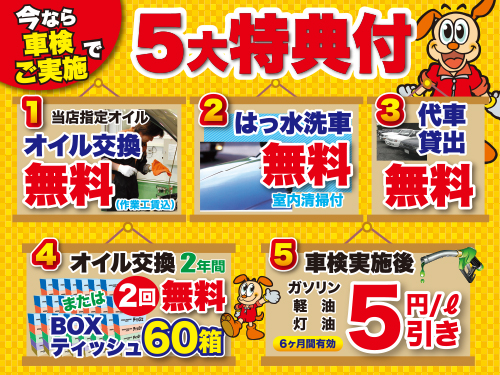 今なら
車検で
ご実施
5大特典付
1
当店指定オイル
オイル交換
無料
(作業工賃込)
2
はっ水洗車
無料
室内清掃付
3
代車
貸出
無料
4
オイル交換 2年間
2回 無料
または
BOX
ティッシュ60箱
5
車検実施後
ガソリン
軽油
灯油
6ヶ月間有効
5円/ℓ
引き